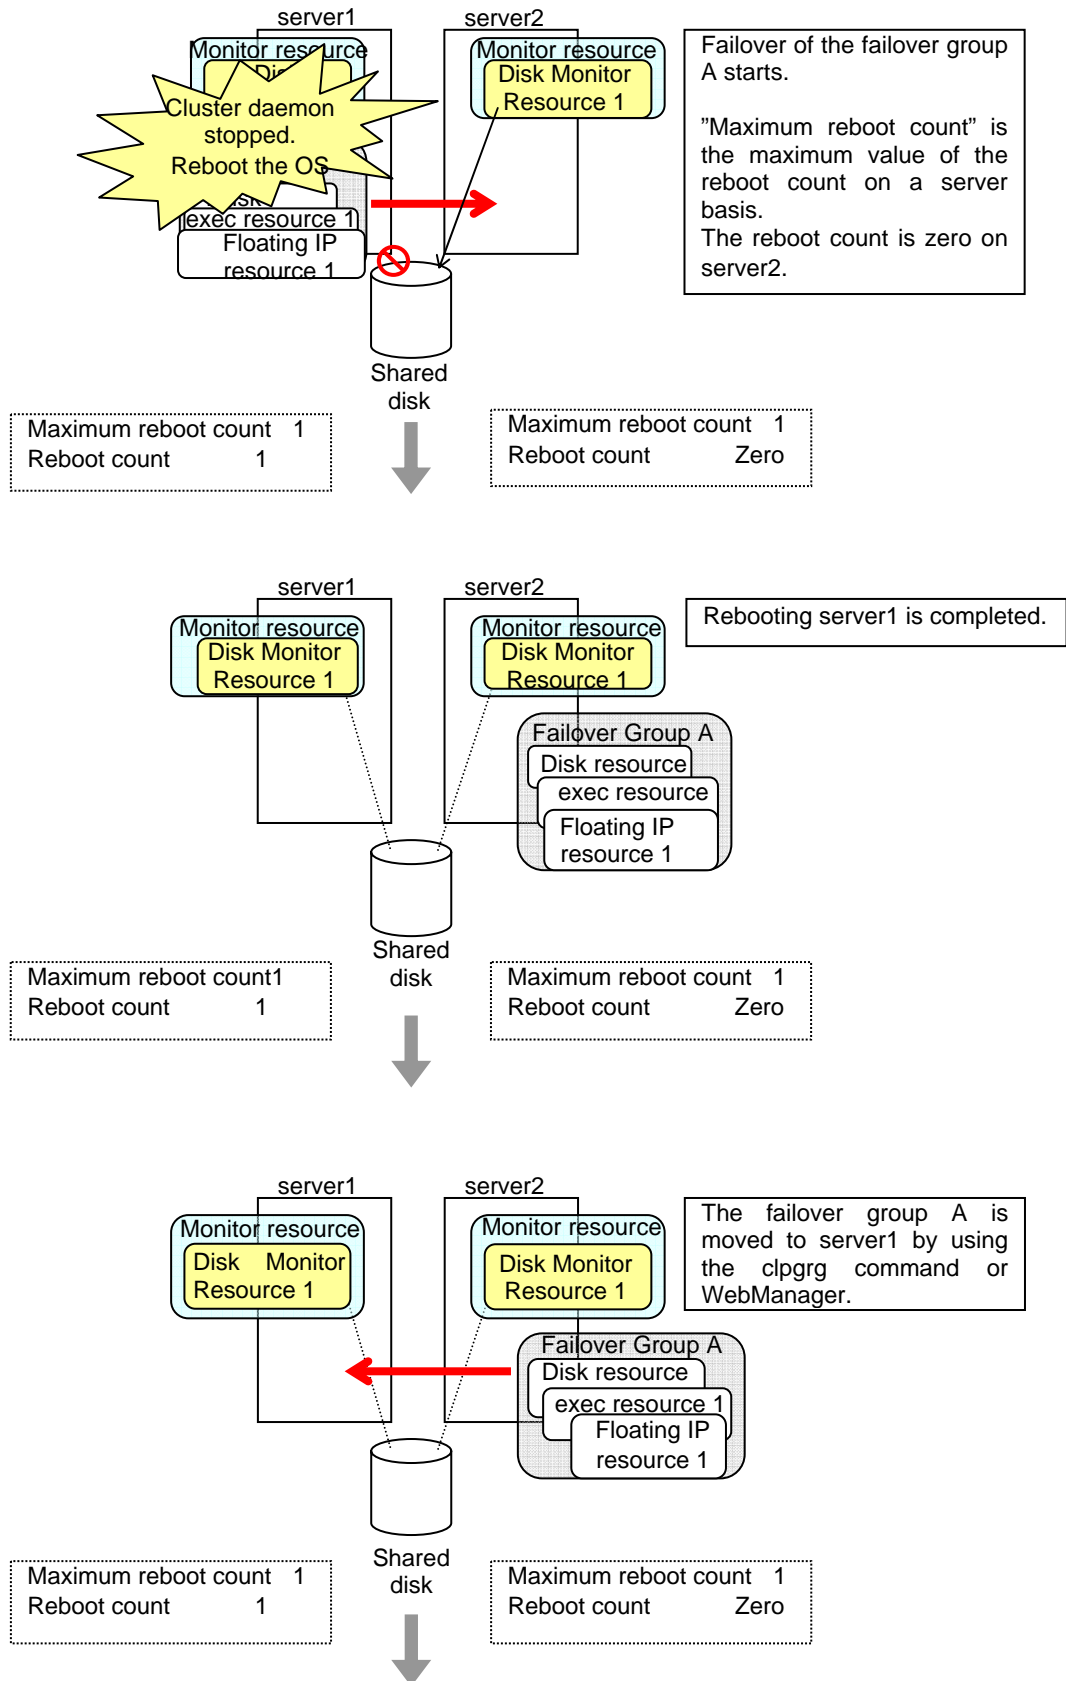 server1
server2
Monitor resource
Cluster daemon
stopped.
Reboot the OS
exec resource 1
Floating IP
resource 1
Monitor resource
Disk Monitor
Resource 1
Failover of the failover group
A starts.
”Maximum reboot count” is
the maximum value of the
reboot count on a server
basis.
The reboot count is zero on
server2.
Shared
disk
Maximum reboot count 1
Reboot count 1
Maximum reboot count 1
Reboot count Zero
server1
server2
Monitor resource
Disk Monitor
Resource 1
Monitor resource
Disk Monitor
Resource 1
Rebooting server1 is completed.
Failover Group A
Disk resource
exec resource
Floating IP
resource 1
Shared
disk
Maximum reboot count1
Reboot count 1
Maximum reboot count 1
Reboot count Zero
server1
server2
Monitor resource
Disk Monitor
Resource 1
Monitor resource
Disk Monitor
Resource 1
The failover group A is
moved to server1 by using
the clpgrg command or
WebManager.
Failover Group A
Disk resource
exec resource 1
Floating IP
resource 1
Shared
disk
Maximum reboot count 1
Reboot count 1
Maximum reboot count 1
Reboot count Zero